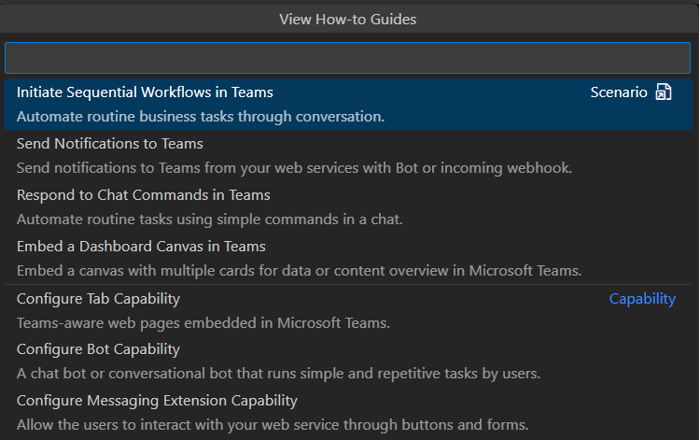 View How-to Guides
Initiate Sequential Workflows in Teams Scenario
Automate routine business tasks through conversation.
Send Notifications to Teams
Send notifications to Teams from your web services with Bot or incoming webhook.
Respond to Chat Commands in Teams
Automate routine tasks using simple commands in a chat.
Embed a Dashboard Canvas in Teams
Embed a canvas with multiple cards for data or content overview in Microsoft Teams.
Configure Tab Capability Capability
Teams-aware web pages embedded in Microsoft Teams.
Configure Bot Capability
A chat bot or conversational bot that runs simple and repetitive tasks by users.
Configure Messaging Extension Capability
Allow the users to interact with your web service through buttons and forms.